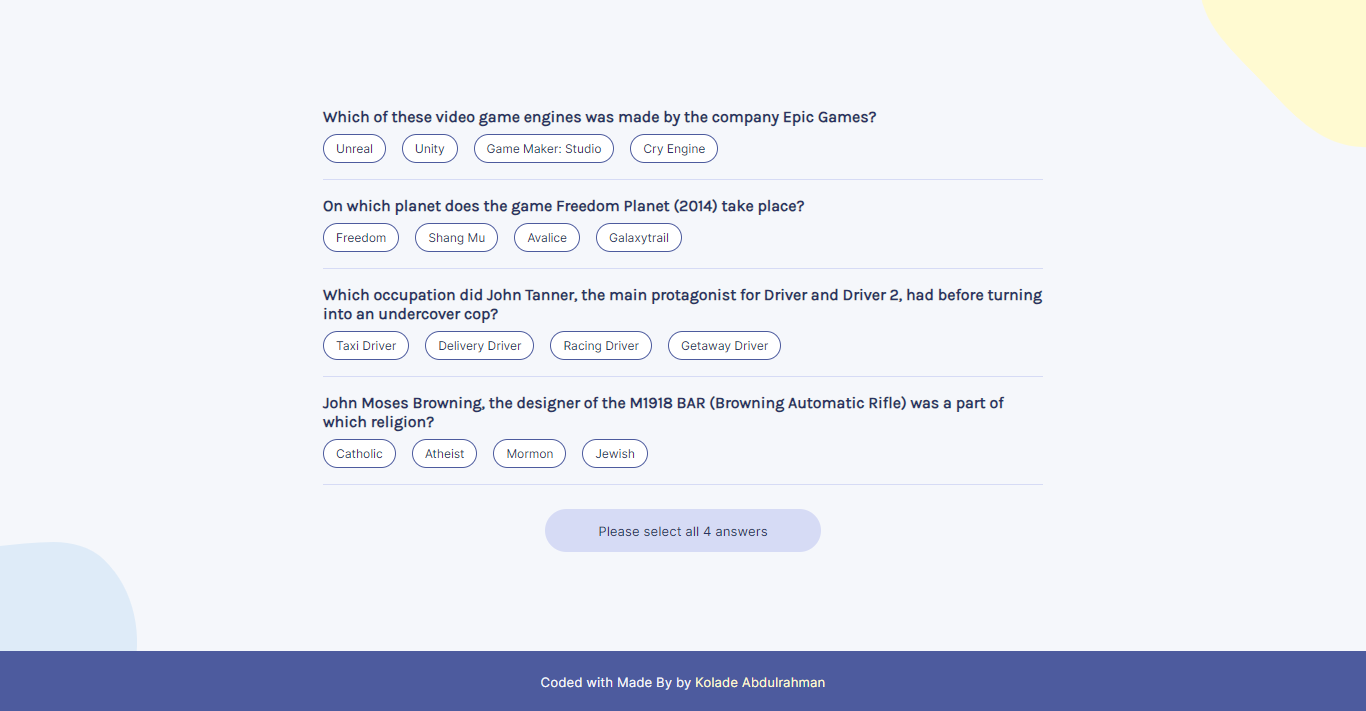 Which of these video game engines was made by the company Epic Games?
Unreal Unity Game Maker: Studio Cry Engine
On which planet does the game Freedom Planet (2014) take place?
Freedom Shang Mu Avalice Galaxytrail
Which occupation did John Tanner, the main protagonist for Driver and Driver 2, had before turning
into an undercover cop?
Taxi Driver Delivery Driver Racing Driver Getaway Driver
John Moses Browning, the designer of the M1918 BAR (Browning Automatic Rifle) was a part of
which religion?
Catholic Atheist Mormon Jewish
Please select all 4 answers
Coded with Made By by Kolade Abdulrahman